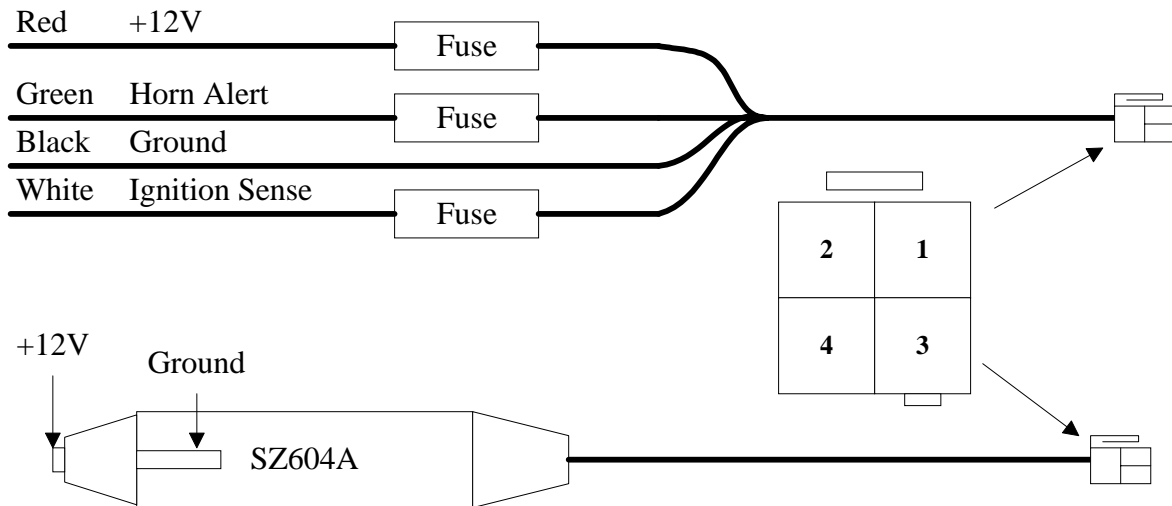 Red +12V
Fuse
Green Horn Alert
Fuse
Black Ground
White Ignition Sense
Fuse
2 1
4 3
+12V
Ground
SZ604A